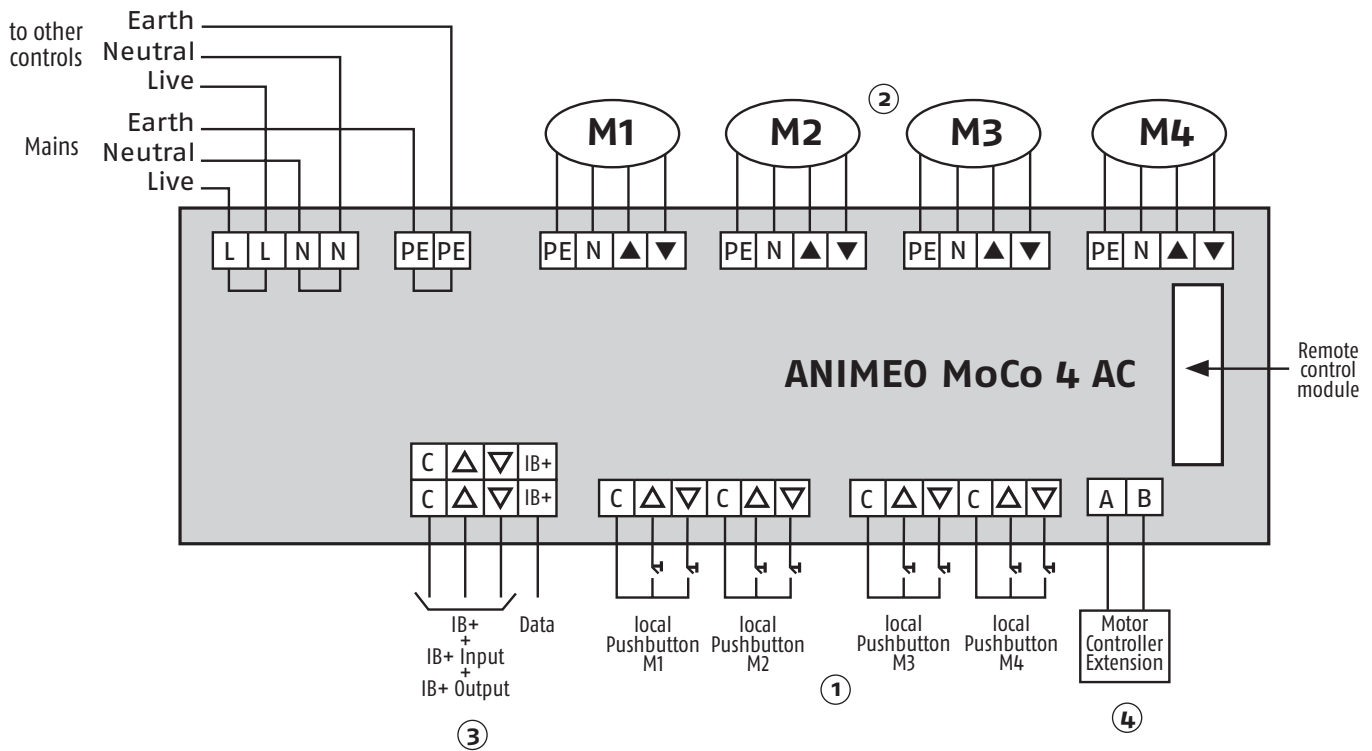 to other
controls
Earth
Neutral
Live
Mains
Earth
Neutral
Live
M1
M2
②
M3
M4
L L N N
PE PE
PE N ▲ ▼
PE N ▲ ▼
PE N ▲ ▼
PE N ▲ ▼
ANIMEO MoCo 4 AC
Remote
control
module
C △ ▽ IB+
C △ ▽ IB+
C △ ▽ C △ ▽
C △ ▽ C △ ▽
A B
IB+
+
IB+ Input
+
IB+ Output
Data
local
Pushbutton
M1
local
Pushbutton
M2
local
Pushbutton
M3
local
Pushbutton
M4
Motor
Controller
Extension
①
③
④